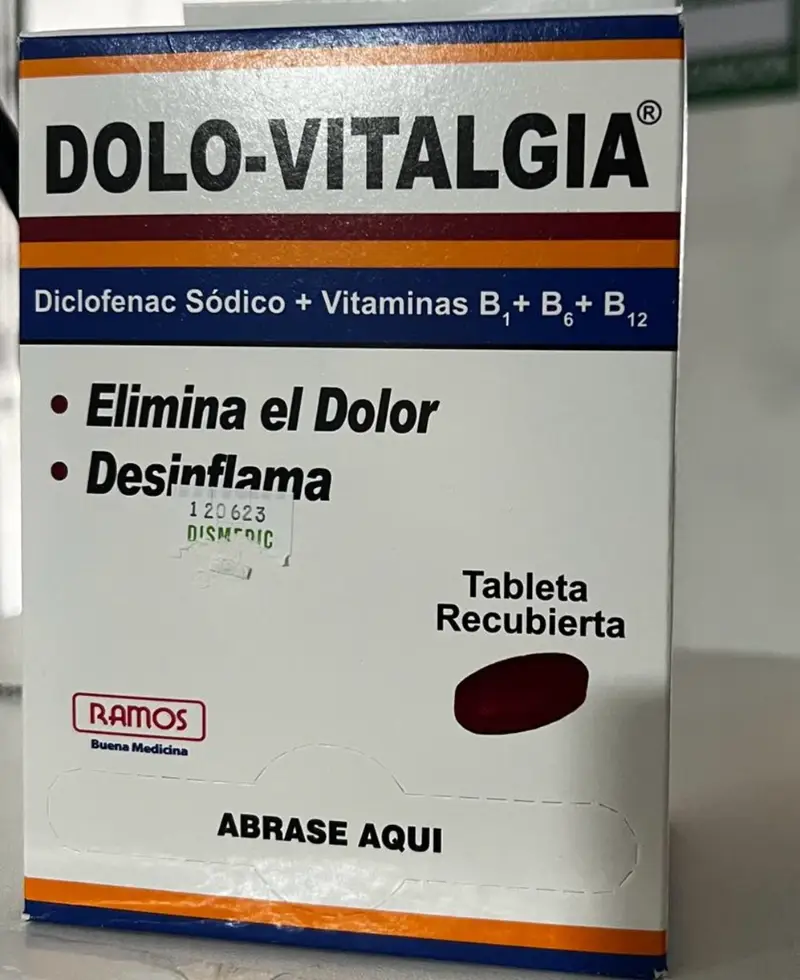 DOLO-VITALGIA®
Diclofenac Sódico + Vitaminas B₁+ B₆+ B₁₂
• Elimina el Dolor
• Desinflama
120623
DISMEDIC
Tableta
Recubierta
RAMOS
Buena Medicina
ABRASE AQUI